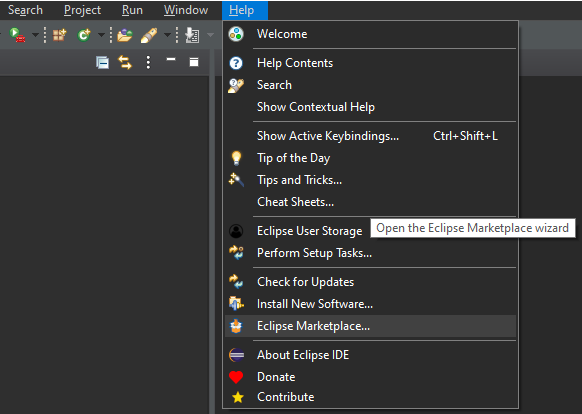 Search Project Run Window Help
Welcome
Help Contents
Search
Show Contextual Help
Show Active Keybindings... Ctrl+Shift+L
Tip of the Day
Tips and Tricks...
Cheat Sheets...
Eclipse User Storage
Open the Eclipse Marketplace wizard
Perform Setup Tasks...
Check for Updates
Install New Software...
Eclipse Marketplace...
About Eclipse IDE
Donate
Contribute